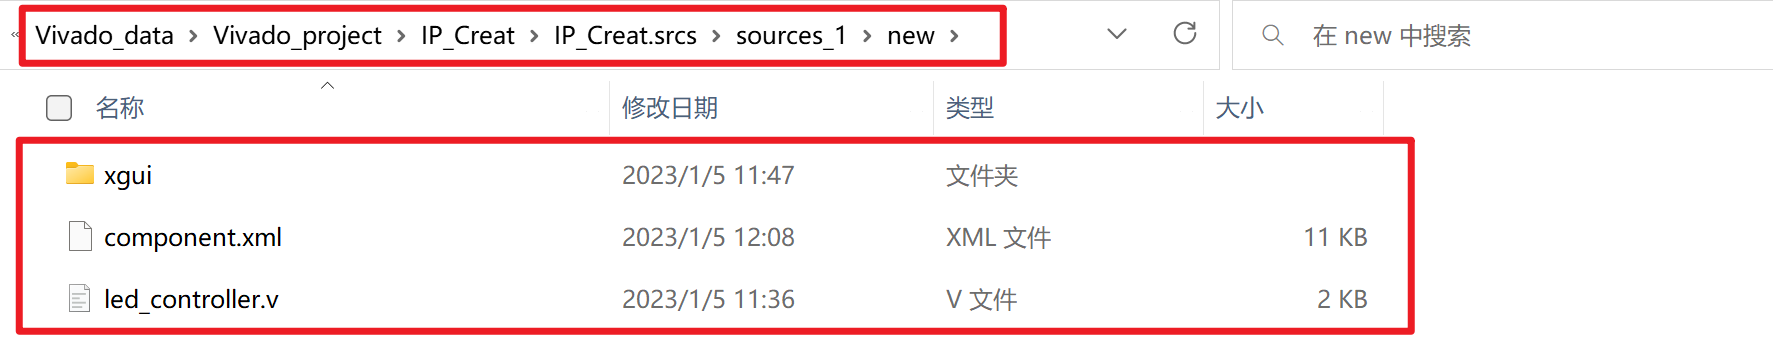 « Vivado_data › Vivado_project › IP_Creat › IP_Creat.srcs › sources_1 › new › 在 new 中搜索
名称 修改日期 类型 大小
xgui 2023/1/5 11:47 文件夹
component.xml 2023/1/5 12:08 XML 文件 11 KB
led_controller.v 2023/1/5 11:36 V 文件 2 KB